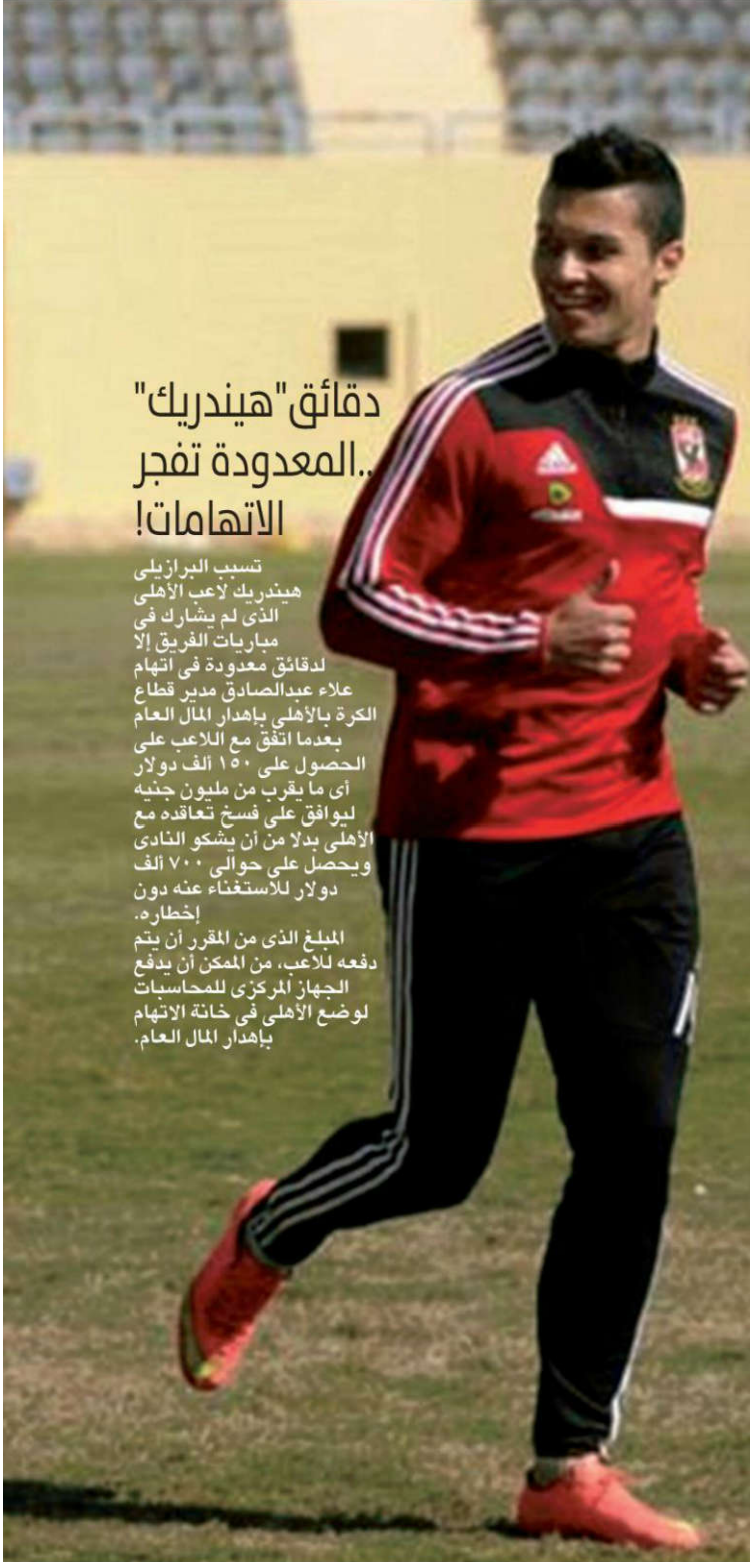 دقائق"هيندريك"
..المعدودة تفجر
الاتهامات!
تسبب البرازيلى
هيندريك لاعب الأهلى
الذى لم يشارك فى
مباريات الفريق إلا
لدقائق معدودة فى اتهام
علاء عبدالصادق مدير قطاع
الكرة بالأهلى بإهدار المال العام
بعدما اتفق مع اللاعب على
الحصول على ١٥٠ ألف دولار
أى ما يقرب من مليون جنيه
ليوافق على فسخ تعاقده مع
الأهلى بدلا من أن يشكو النادى
ويحصل على حوالى ٧٠٠ ألف
دولار للاستغناء عنه دون
إخطاره.
المبلغ الذى من المقرر أن يتم
دفعه للاعب، من الممكن أن يدفع
الجهاز المركزى للمحاسبات
لوضع الأهلى فى خانة الاتهام
بإهدار المال العام.
adidas